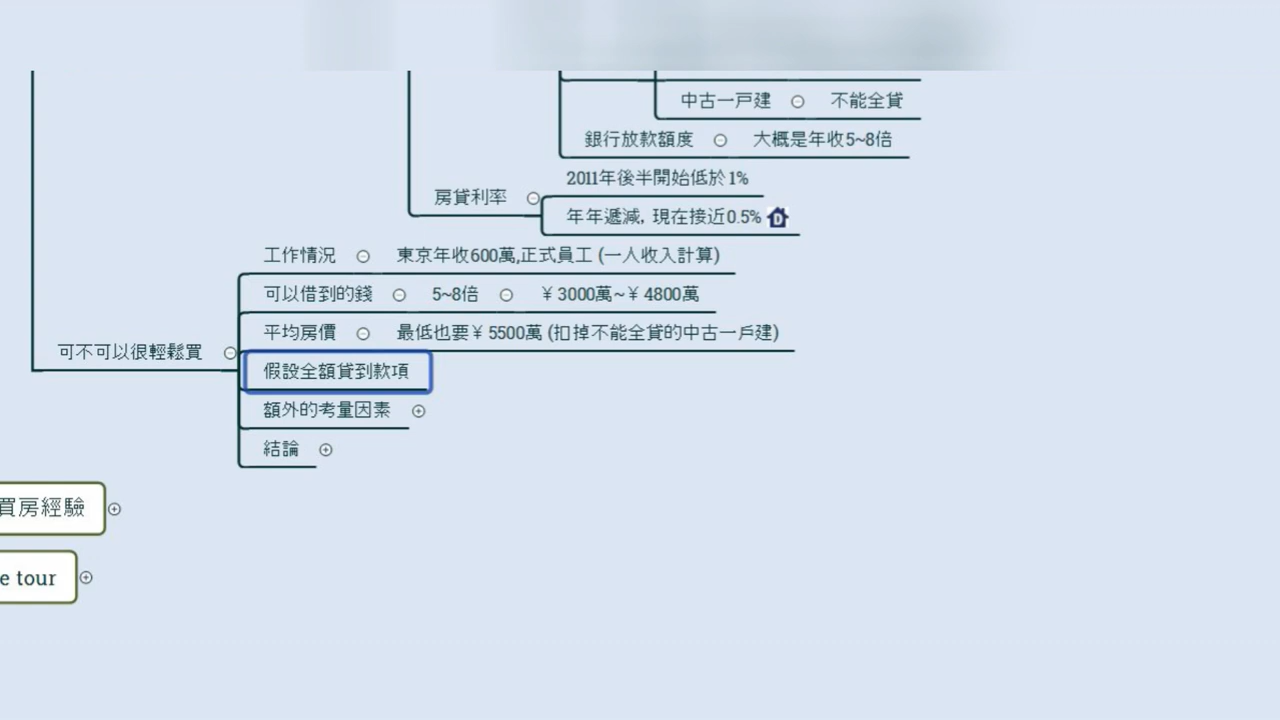 中古一戸建 不能全貸
銀行放款額度 大概是年收5~8倍
2011年後半開始低於1%
房貸利率
年年遞減, 現在接近0.5%
工作情況 東京年收600萬,正式員工 (一人收入計算)
可以借到的錢 5~8倍 ¥3000萬~¥4800萬
平均房價 最低也要¥5500萬 (扣掉不能全貸的中古一戶建)
可不可以很輕鬆買
假設全額貸到款項
額外的考量因素
結論
買房經驗
e tour